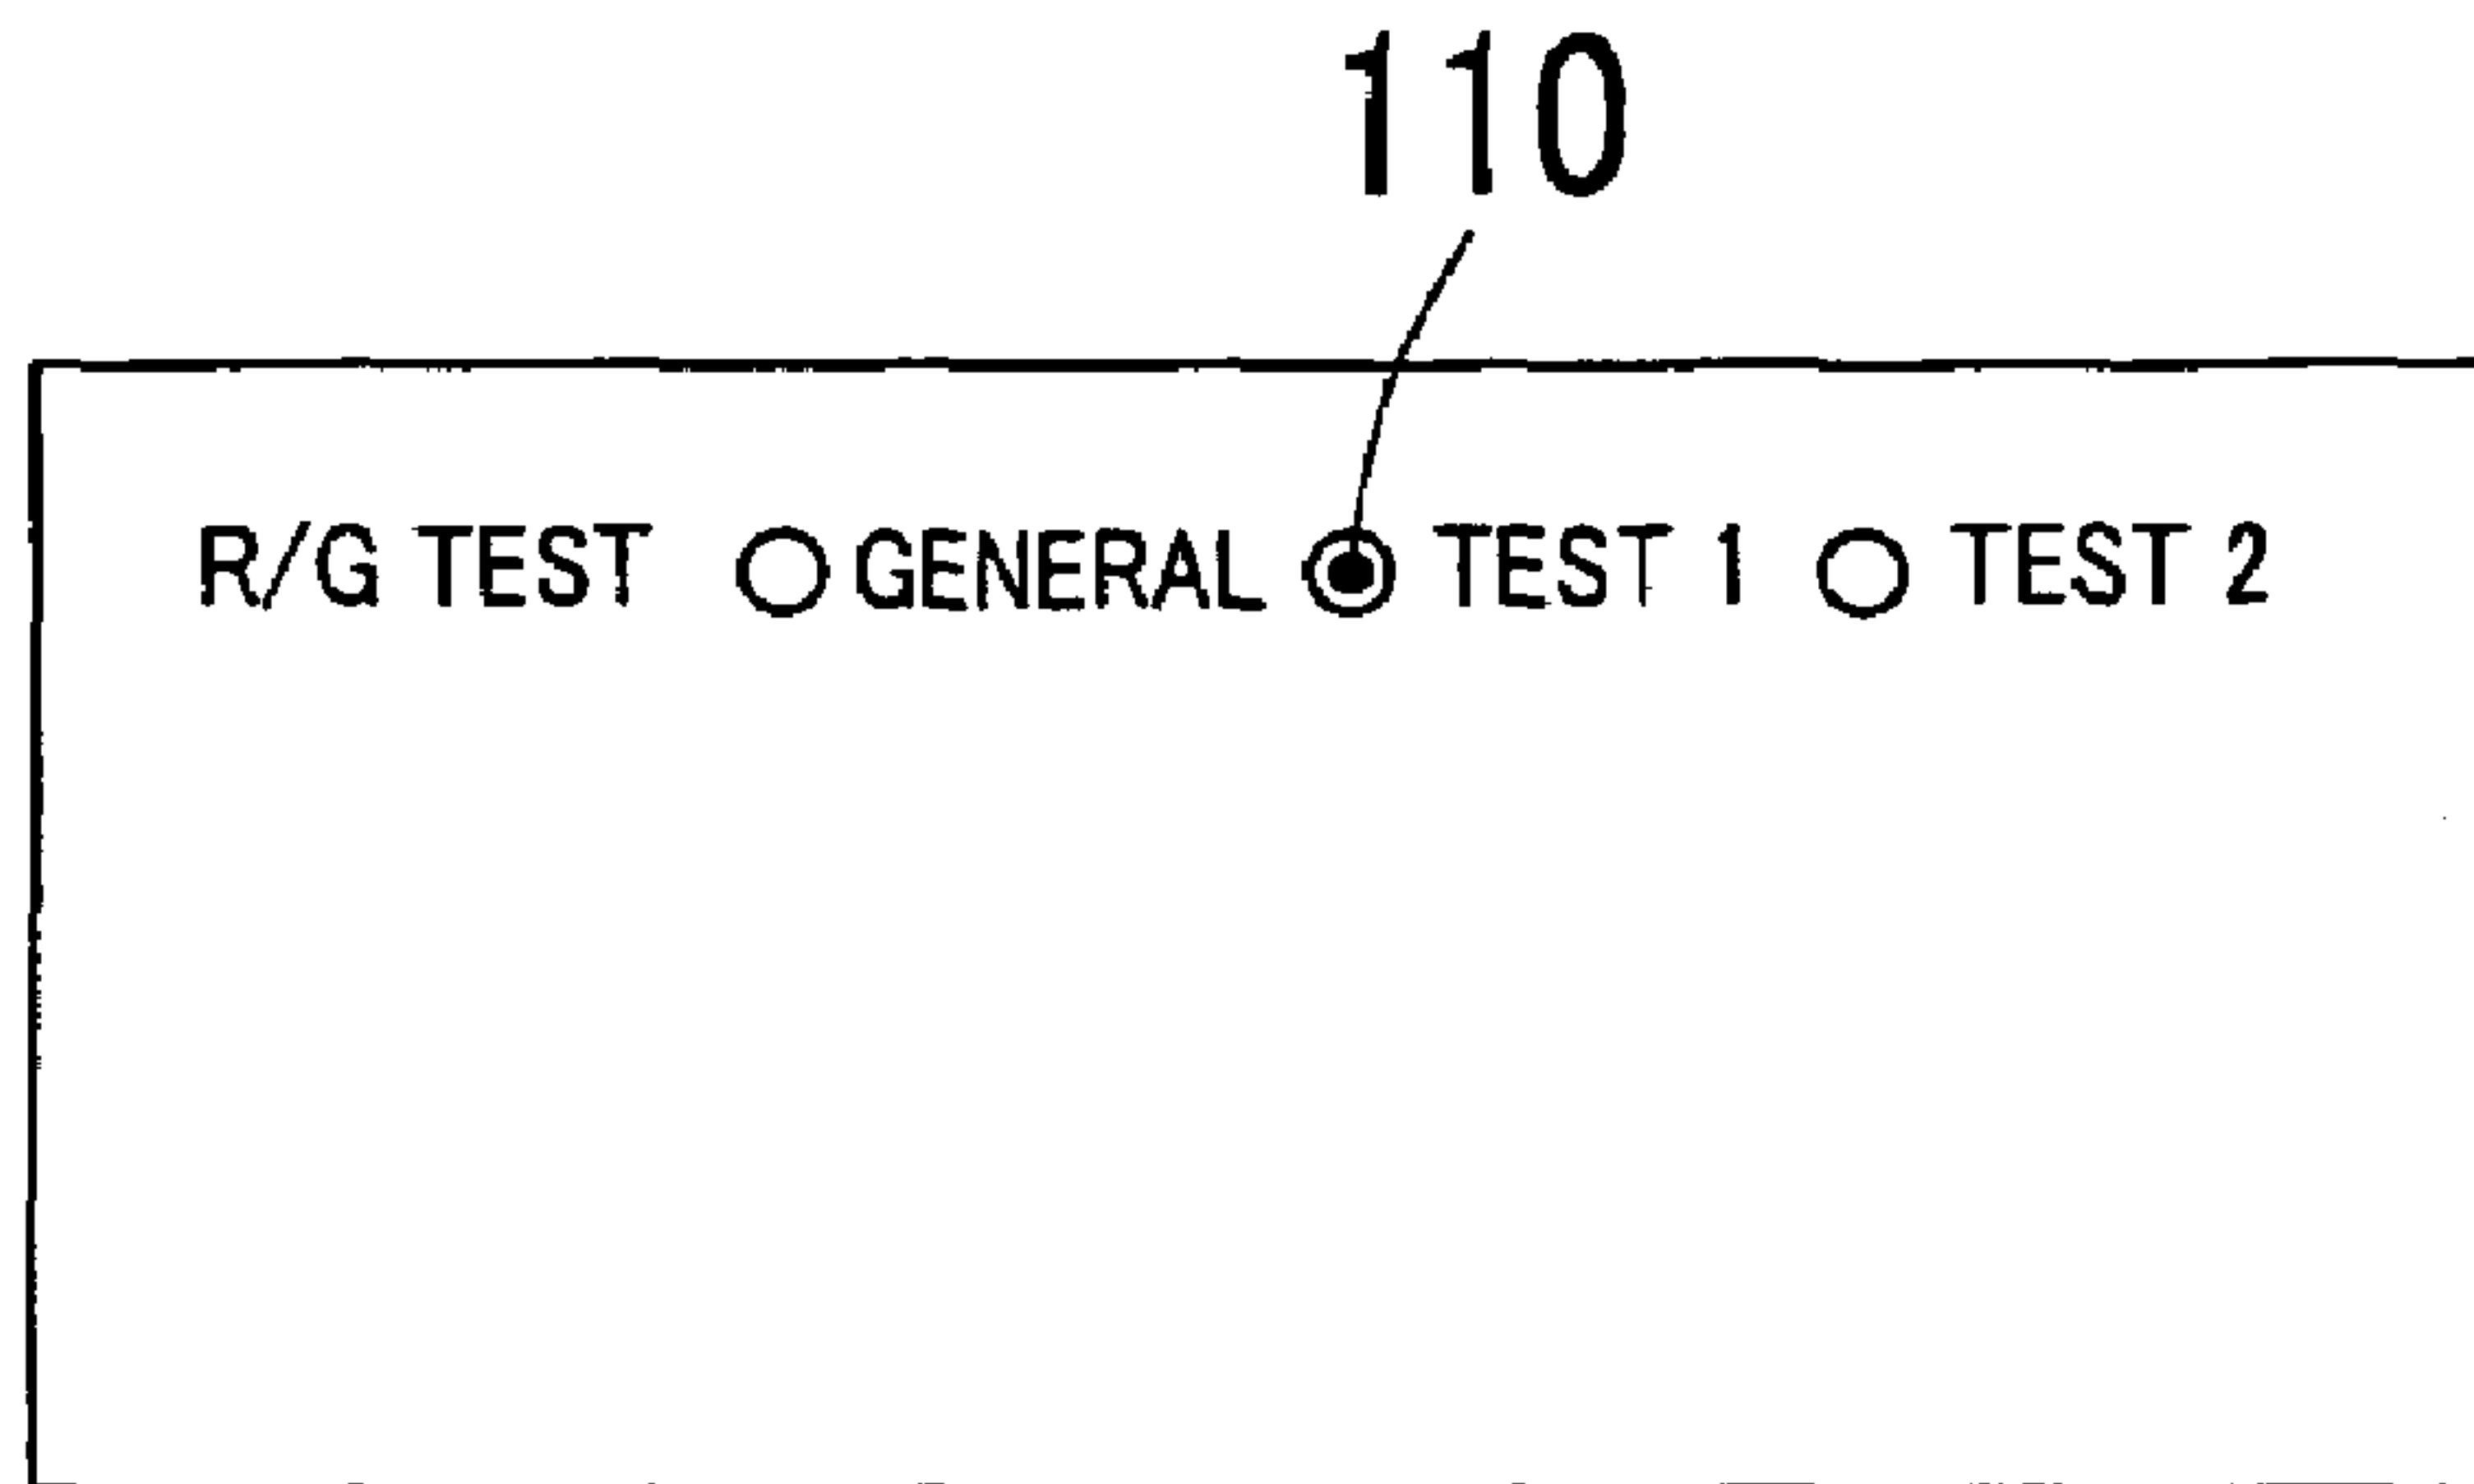 110
R/G TEST ○ GENERAL ◉ TEST 1 ○ TEST 2